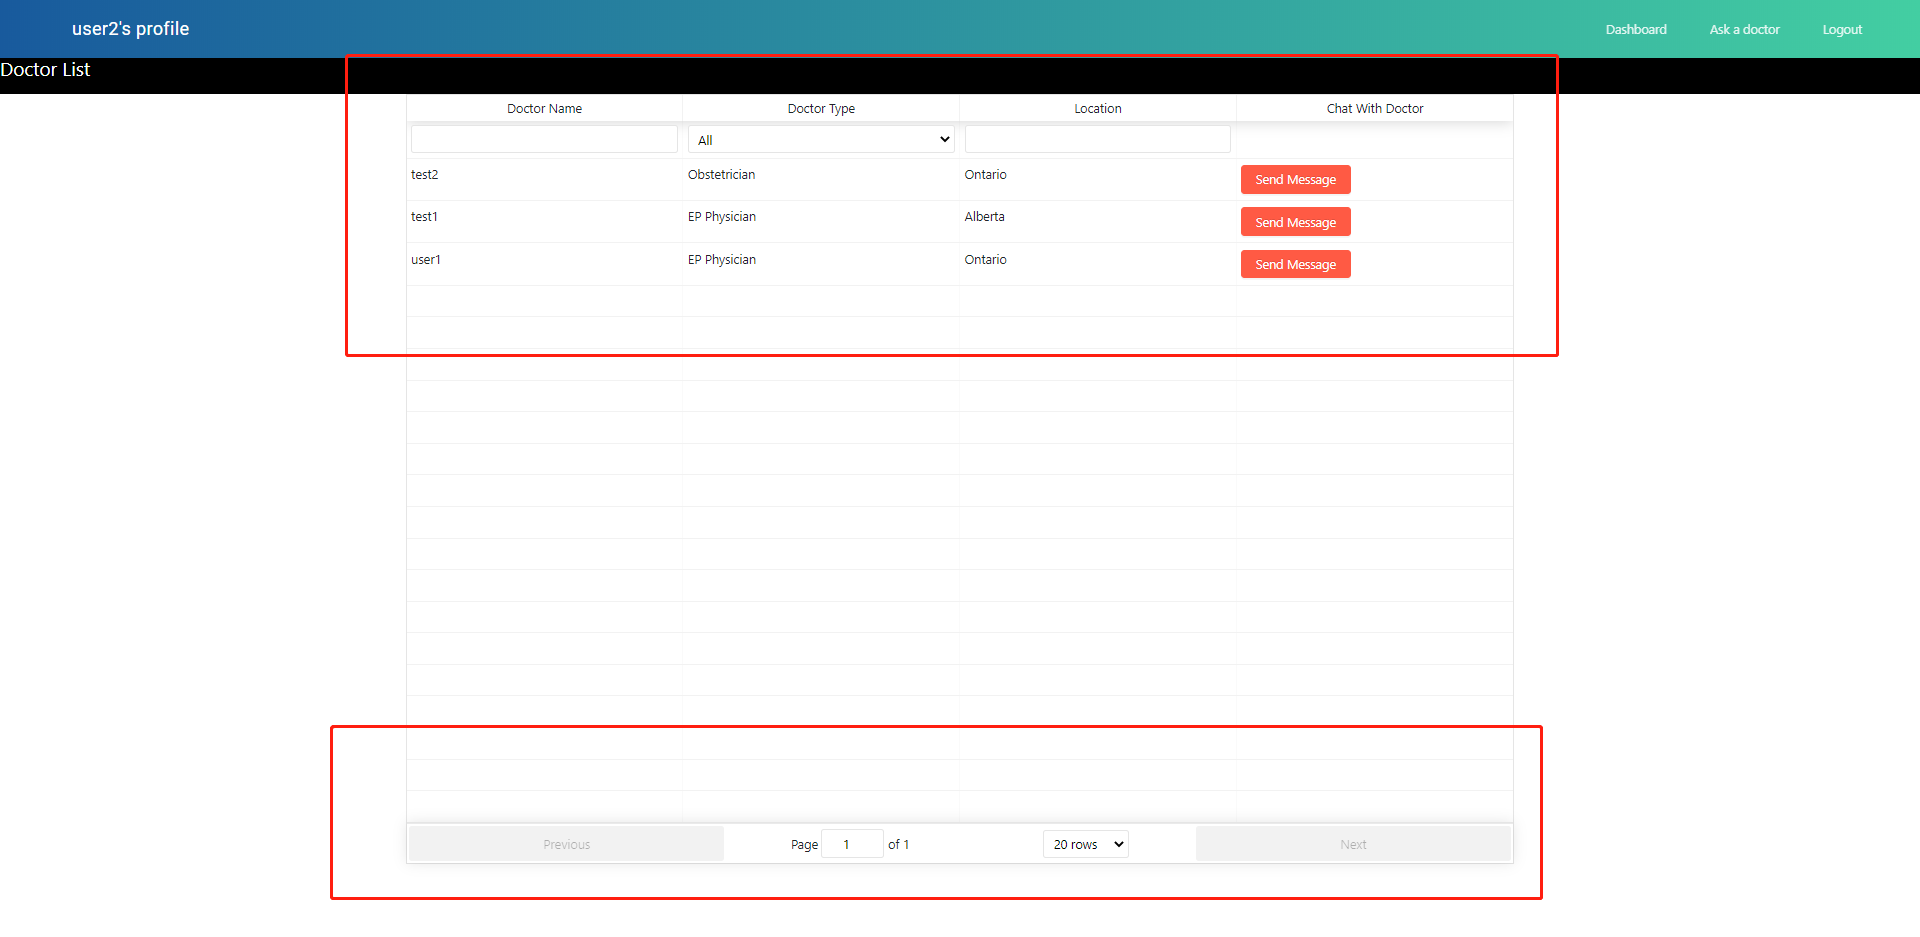 user2's profile Dashboard Ask a doctor Logout
Doctor List
Doctor Name Doctor Type Location Chat With Doctor
All
test2 Obstetrician Ontario Send Message
test1 EP Physician Alberta Send Message
user1 EP Physician Ontario Send Message
Previous Page 1 of 1 20 rows Next